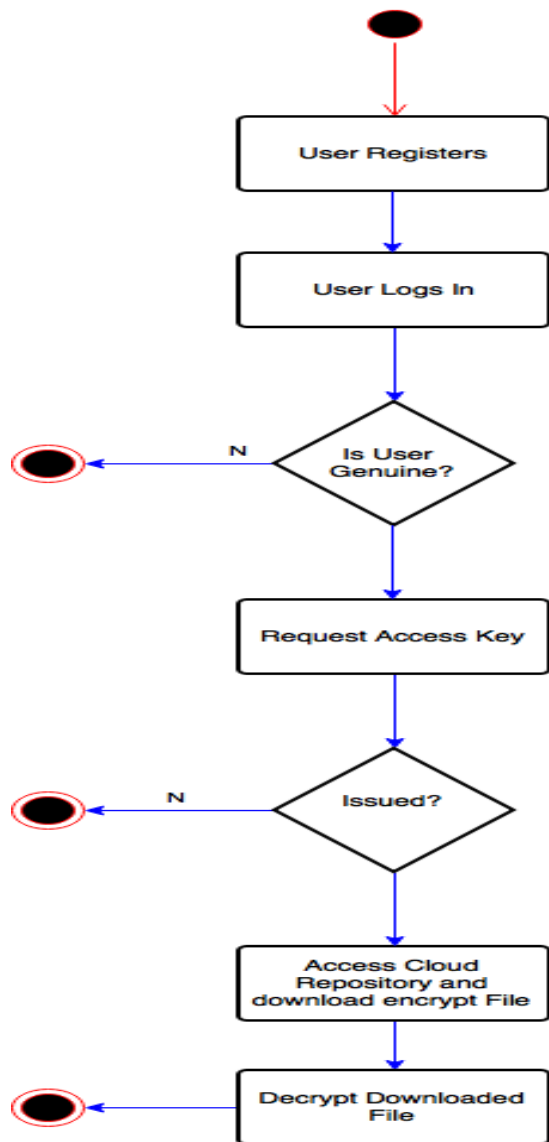 User Registers
User Logs In
Is User
Genuine?
N
Request Access Key
Issued?
N
Access Cloud
Repository and
download encrypt File
Decrypt Downloaded
File